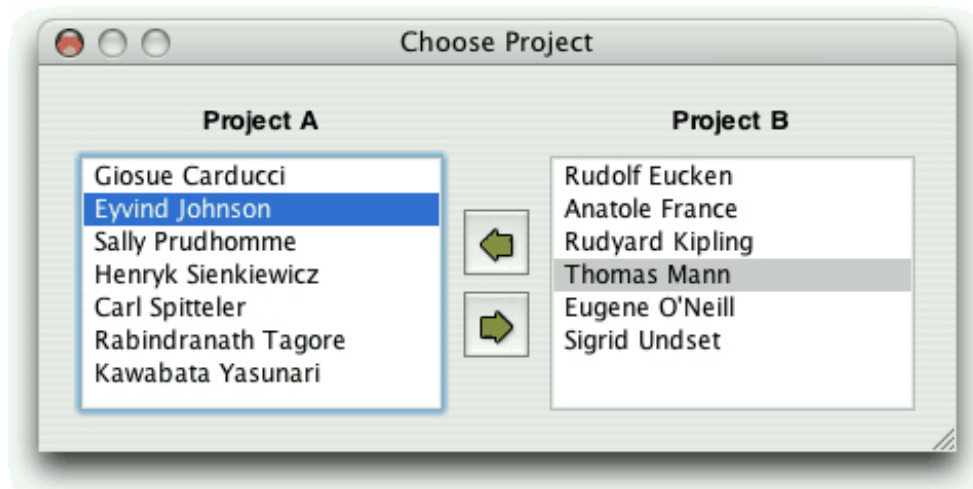 Choose Project
Project A
Giosue Carducci
Eyvind Johnson
Sally Prudhomme
Henryk Sienkiewicz
Carl Spitteler
Rabindranath Tagore
Kawabata Yasunari
Project B
Rudolf Eucken
Anatole France
Rudyard Kipling
Thomas Mann
Eugene O'Neill
Sigrid Undset